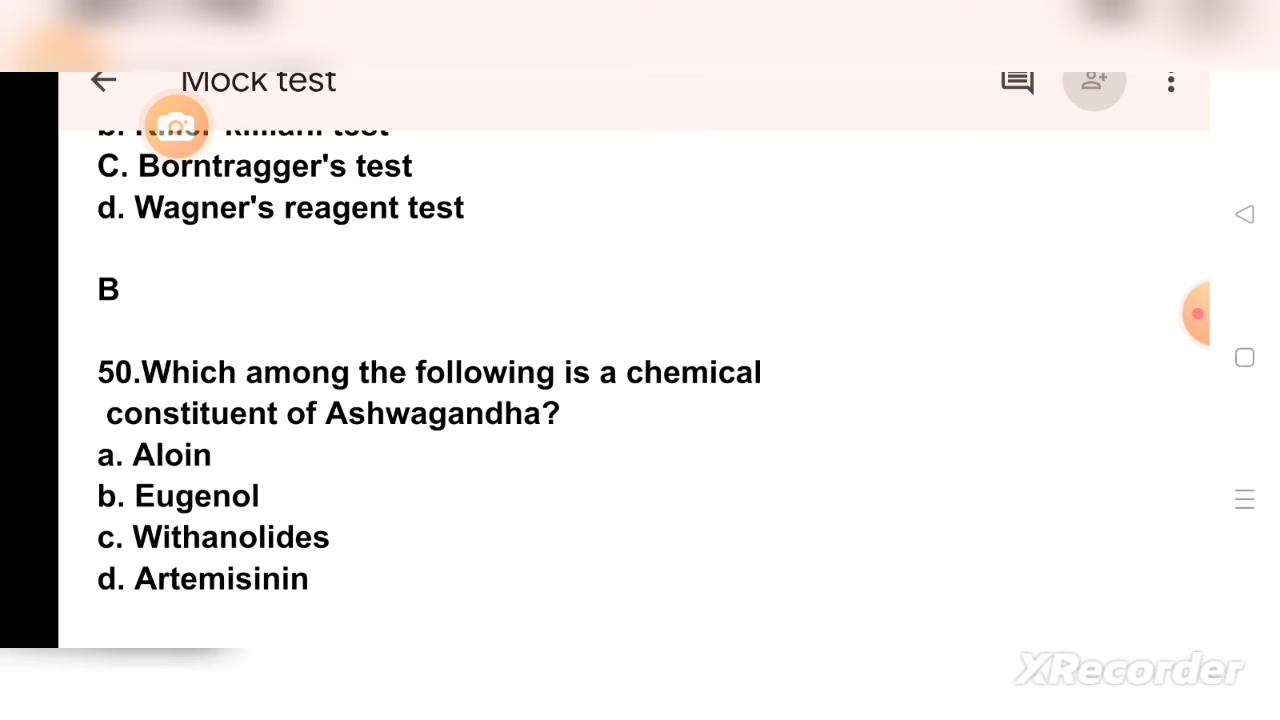 Mock test
C. Borntragger's test
d. Wagner's reagent test
B
50.Which among the following is a chemical
constituent of Ashwagandha?
a. Aloin
b. Eugenol
c. Withanolides
d. Artemisinin
XRecorder